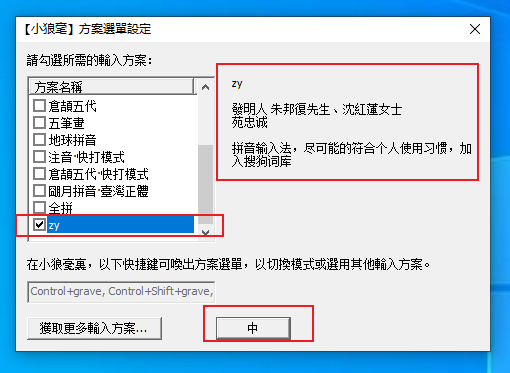 【小狼毫】方案選單設定
請勾選所需的輸入方案：
方案名稱
倉頡五代
五筆畫
地球拼音
注音·快打模式
倉頡五代·快打模式
朙月拼音·臺灣正體
全拼
zy
zy
發明人 朱邦復先生、沈紅蓮女士
苑忠诚
拼音输入法，尽可能的符合个人使用习惯，加
入搜狗词库
在小狼毫裏，以下快捷鍵可喚出方案選單，以切換模式或選用其他輸入方案。
Control+grave, Control+Shift+grave,
獲取更多輸入方案...
中